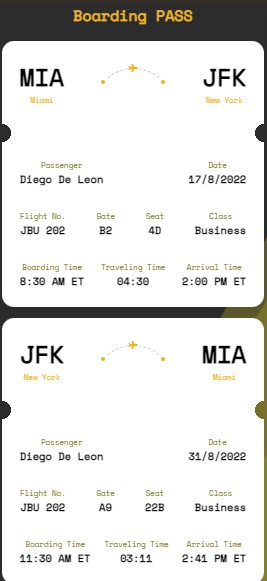 Boarding PASS
MIA JFK
Miami New York
Passenger Date
Diego De Leon 17/8/2022
Flight No. Gate Seat Class
JBU 202 B2 4D Business
Boarding Time Traveling Time Arrival Time
8:30 AM ET 04:30 2:00 PM ET
JFK MIA
New York Miami
Passenger Date
Diego De Leon 31/8/2022
Flight No. Gate Seat Class
JBU 202 A9 22B Business
Boarding Time Traveling Time Arrival Time
11:30 AM ET 03:11 2:41 PM ET